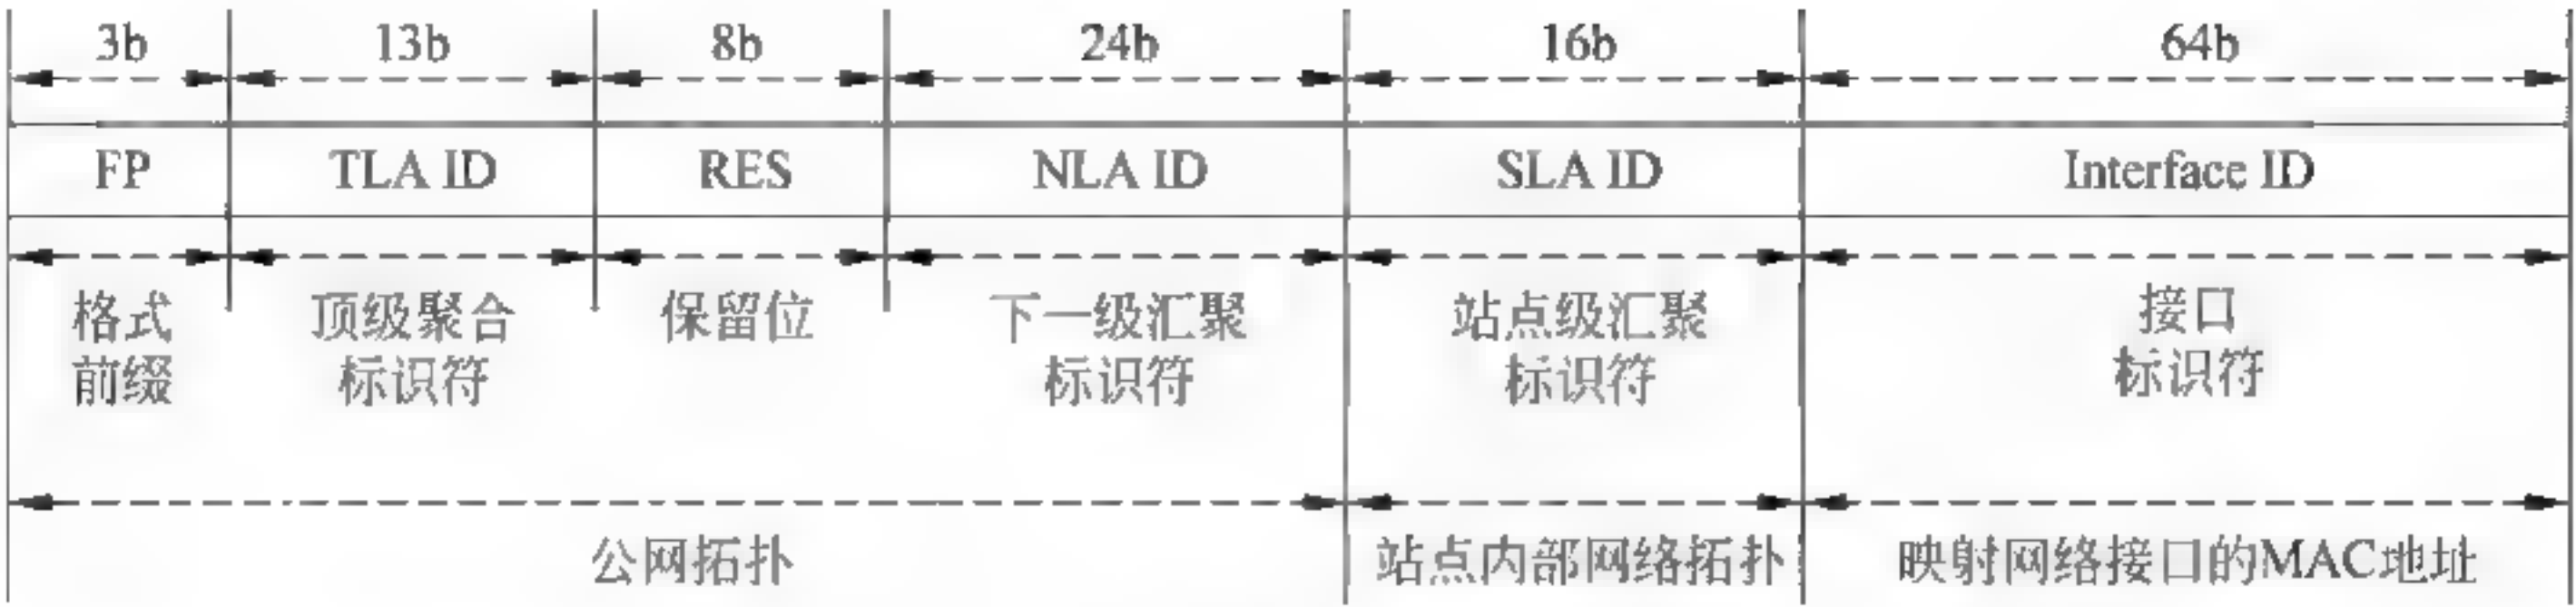 3b 13b 8b 24b 16b 64b
FP TLA ID RES NLA ID SLA ID Interface ID
格式 顶级聚合 保留位 下一级汇聚 站点级汇聚 接口
前缀 标识符 标识符 标识符 标识符
公网拓扑 站点内部网络拓扑 映射网络接口的MAC地址